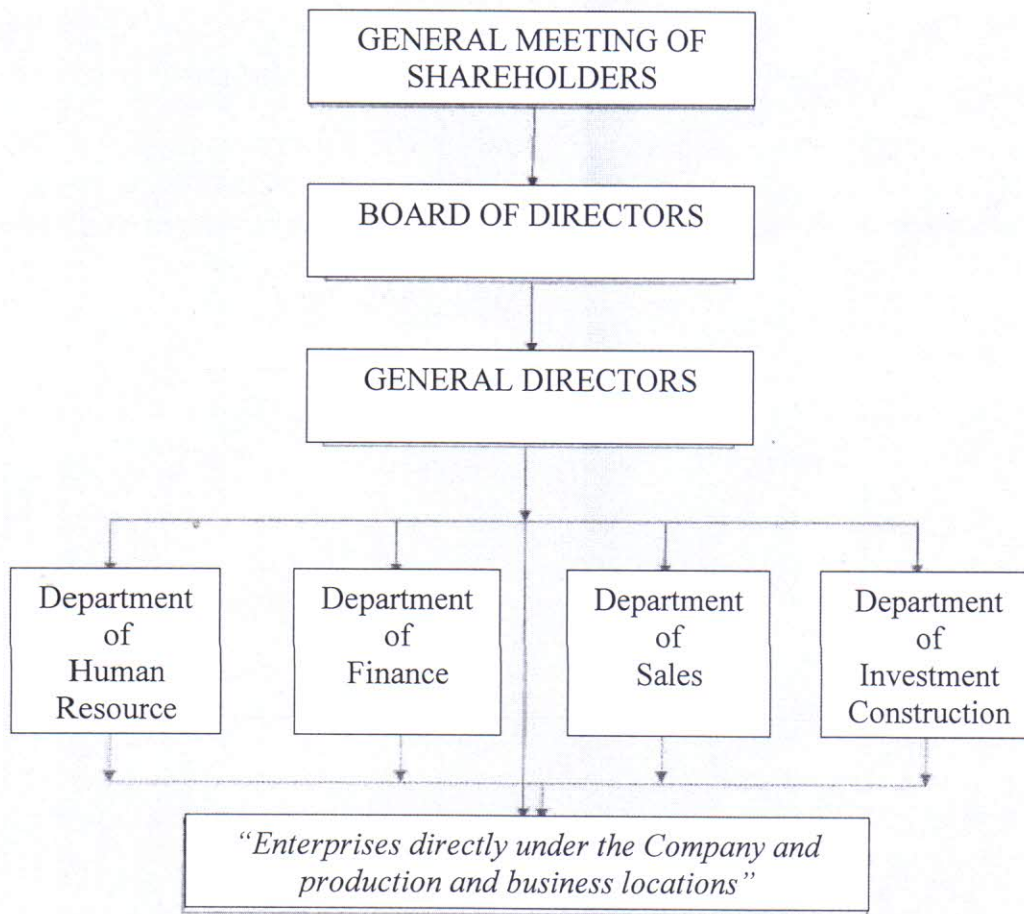 GENERAL MEETING OF
SHAREHOLDERS
BOARD OF DIRECTORS
GENERAL DIRECTORS
Department
of
Human
Resource
Department
of
Finance
Department
of
Sales
Department
of
Investment
Construction
“Enterprises directly under the Company and
production and business locations”